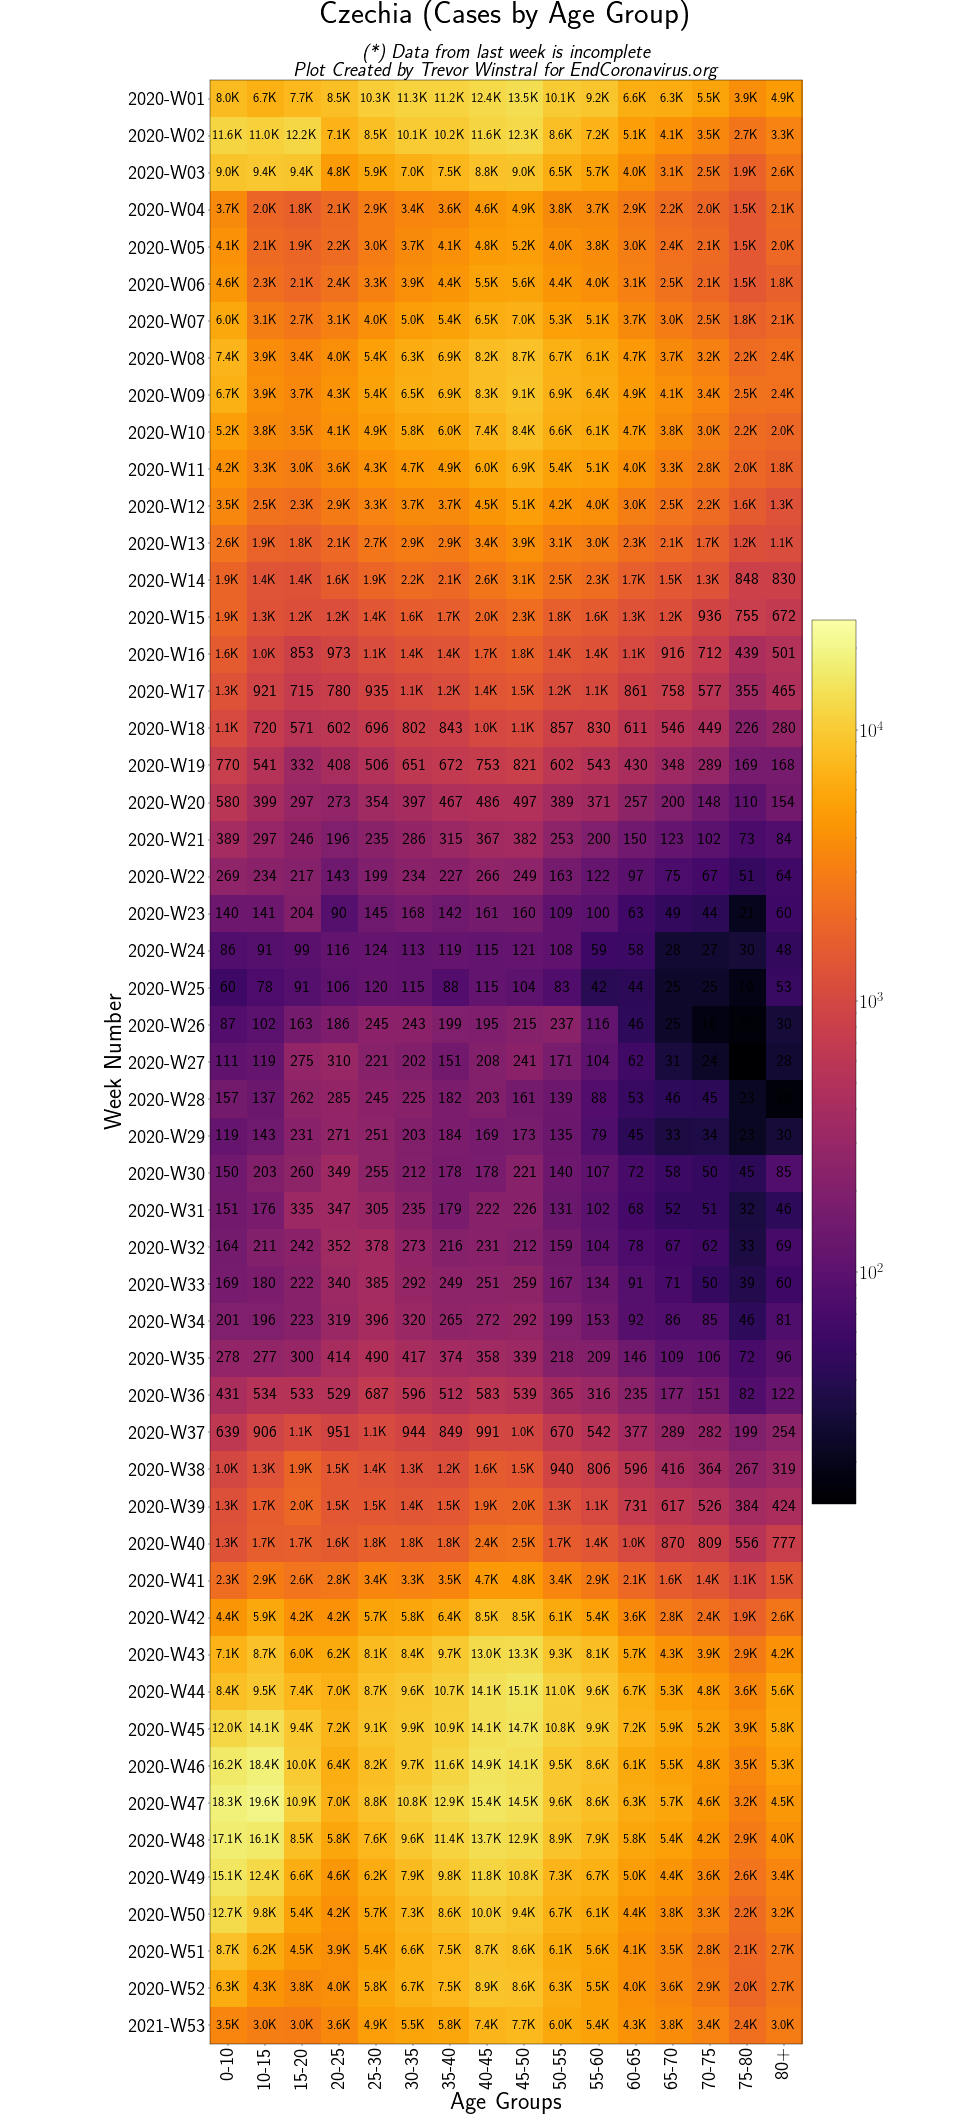 Czechia (Cases by Age Group)
(*) Data from last week is incomplete
Plot Created by Trevor Winstral for EndCoronavirus.org
2020-W01 8.0K 6.7K 7.7K 8.5K 10.3K 11.3K 11.2K 12.4K 13.5K 10.1K 9.2K 6.6K 6.3K 5.5K 3.9K 4.9K
2020-W02 11.6K 11.0K 12.2K 7.1K 8.5K 10.1K 10.2K 11.6K 12.3K 8.6K 7.2K 5.1K 4.1K 3.5K 2.7K 3.3K
2020-W03 9.0K 9.4K 9.4K 4.8K 5.9K 7.0K 7.5K 8.8K 9.0K 6.5K 5.7K 4.0K 3.1K 2.5K 1.9K 2.6K
2020-W04 3.7K 2.0K 1.8K 2.1K 2.9K 3.4K 3.6K 4.6K 4.9K 3.8K 3.7K 2.9K 2.2K 2.0K 1.5K 2.1K
2020-W05 4.1K 2.1K 1.9K 2.2K 3.0K 3.7K 4.1K 4.8K 5.2K 4.0K 3.8K 3.0K 2.4K 2.1K 1.5K 2.0K
2020-W06 4.6K 2.3K 2.1K 2.4K 3.3K 3.9K 4.4K 5.5K 5.6K 4.4K 4.0K 3.1K 2.5K 2.1K 1.5K 1.8K
2020-W07 6.0K 3.1K 2.7K 3.1K 4.0K 5.0K 5.4K 6.5K 7.0K 5.3K 5.1K 3.7K 3.0K 2.5K 1.8K 2.1K
2020-W08 7.4K 3.9K 3.4K 4.0K 5.4K 6.3K 6.9K 8.2K 8.7K 6.7K 6.1K 4.7K 3.7K 3.2K 2.2K 2.4K
2020-W09 6.7K 3.9K 3.7K 4.3K 5.4K 6.5K 6.9K 8.3K 9.1K 6.9K 6.4K 4.9K 4.1K 3.4K 2.5K 2.4K
2020-W10 5.2K 3.8K 3.5K 4.1K 4.9K 5.8K 6.0K 7.4K 8.4K 6.6K 6.1K 4.7K 3.8K 3.0K 2.2K 2.0K
2020-W11 4.2K 3.3K 3.0K 3.6K 4.3K 4.7K 4.9K 6.0K 6.9K 5.4K 5.1K 4.0K 3.3K 2.8K 2.0K 1.8K
2020-W12 3.5K 2.5K 2.3K 2.9K 3.3K 3.7K 3.7K 4.5K 5.1K 4.2K 4.0K 3.0K 2.5K 2.2K 1.6K 1.3K
2020-W13 2.6K 1.9K 1.8K 2.1K 2.7K 2.9K 2.9K 3.4K 3.9K 3.1K 3.0K 2.3K 2.1K 1.7K 1.2K 1.1K
2020-W14 1.9K 1.4K 1.4K 1.6K 1.9K 2.2K 2.1K 2.6K 3.1K 2.5K 2.3K 1.7K 1.5K 1.3K 848 830
2020-W15 1.9K 1.3K 1.2K 1.2K 1.4K 1.6K 1.7K 2.0K 2.3K 1.8K 1.6K 1.3K 1.2K 936 755 672
2020-W16 1.6K 1.0K 853 973 1.1K 1.4K 1.4K 1.7K 1.8K 1.4K 1.4K 1.1K 916 712 439 501
2020-W17 1.3K 921 715 780 935 1.1K 1.2K 1.4K 1.5K 1.2K 1.1K 861 758 577 355 465
2020-W18 1.1K 720 571 602 696 802 843 1.0K 1.1K 857 830 611 546 449 226 280
2020-W19 770 541 332 408 506 651 672 753 821 602 543 430 348 289 169 168
2020-W20 580 399 297 273 354 397 467 486 497 389 371 257 200 148 110 154
2020-W21 389 297 246 196 235 286 315 367 382 253 200 150 123 102 73 84
2020-W22 269 234 217 143 199 234 227 266 249 163 122 97 75 67 51 64
2020-W23 140 141 204 90 145 168 142 161 160 109 100 63 49 44 21 60
2020-W24 86 91 99 116 124 113 119 115 121 108 59 58 28 27 30 48
2020-W25 60 78 91 106 120 115 88 115 104 83 42 44 25 25 53
2020-W26 87 102 163 186 245 243 199 195 215 237 116 46 25 30
2020-W27 111 119 275 310 221 202 151 208 241 171 104 62 31 24 28
2020-W28 157 137 262 285 245 225 182 203 161 139 88 53 46 45 23
2020-W29 119 143 231 271 251 203 184 169 173 135 79 45 33 34 23 30
2020-W30 150 203 260 349 255 212 178 178 221 140 107 72 58 50 45 85
2020-W31 151 176 335 347 305 235 179 222 226 131 102 68 52 51 32 46
2020-W32 164 211 242 352 378 273 216 231 212 159 104 78 67 62 33 69
2020-W33 169 180 222 340 385 292 249 251 259 167 134 91 71 50 39 60
2020-W34 201 196 223 319 396 320 265 272 292 199 153 92 86 85 46 81
2020-W35 278 277 300 414 490 417 374 358 339 218 209 146 109 106 72 96
2020-W36 431 534 533 529 687 596 512 583 539 365 316 235 177 151 82 122
2020-W37 639 906 1.1K 951 1.1K 944 849 991 1.0K 670 542 377 289 282 199 254
2020-W38 1.0K 1.3K 1.9K 1.5K 1.4K 1.3K 1.2K 1.6K 1.5K 940 806 596 416 364 267 319
2020-W39 1.3K 1.7K 2.0K 1.5K 1.5K 1.4K 1.5K 1.9K 2.0K 1.3K 1.1K 731 617 526 384 424
2020-W40 1.3K 1.7K 1.7K 1.6K 1.8K 1.8K 1.8K 2.4K 2.5K 1.7K 1.4K 1.0K 870 809 556 777
2020-W41 2.3K 2.9K 2.6K 2.8K 3.4K 3.3K 3.5K 4.7K 4.8K 3.4K 2.9K 2.1K 1.6K 1.4K 1.1K 1.5K
2020-W42 4.4K 5.9K 4.2K 4.2K 5.7K 5.8K 6.4K 8.5K 8.5K 6.1K 5.4K 3.6K 2.8K 2.4K 1.9K 2.6K
2020-W43 7.1K 8.7K 6.0K 6.2K 8.1K 8.4K 9.7K 13.0K 13.3K 9.3K 8.1K 5.7K 4.3K 3.9K 2.9K 4.2K
2020-W44 8.4K 9.5K 7.4K 7.0K 8.7K 9.6K 10.7K 14.1K 15.1K 11.0K 9.6K 6.7K 5.3K 4.8K 3.6K 5.6K
2020-W45 12.0K 14.1K 9.4K 7.2K 9.1K 9.9K 10.9K 14.1K 14.7K 10.8K 9.9K 7.2K 5.9K 5.2K 3.9K 5.8K
2020-W46 16.2K 18.4K 10.0K 6.4K 8.2K 9.7K 11.6K 14.9K 14.1K 9.5K 8.6K 6.1K 5.5K 4.8K 3.5K 5.3K
2020-W47 18.3K 19.6K 10.9K 7.0K 8.8K 10.8K 12.9K 15.4K 14.5K 9.6K 8.6K 6.3K 5.7K 4.6K 3.2K 4.5K
2020-W48 17.1K 16.1K 8.5K 5.8K 7.6K 9.6K 11.4K 13.7K 12.9K 8.9K 7.9K 5.8K 5.4K 4.2K 2.9K 4.0K
2020-W49 15.1K 12.4K 6.6K 4.6K 6.2K 7.9K 9.8K 11.8K 10.8K 7.3K 6.7K 5.0K 4.4K 3.6K 2.6K 3.4K
2020-W50 12.7K 9.8K 5.4K 4.2K 5.7K 7.3K 8.6K 10.0K 9.4K 6.7K 6.1K 4.4K 3.8K 3.3K 2.2K 3.2K
2020-W51 8.7K 6.2K 4.5K 3.9K 5.4K 6.6K 7.5K 8.7K 8.6K 6.1K 5.6K 4.1K 3.5K 2.8K 2.1K 2.7K
2020-W52 6.3K 4.3K 3.8K 4.0K 5.8K 6.7K 7.5K 8.9K 8.6K 6.3K 5.5K 4.0K 3.6K 2.9K 2.0K 2.7K
2021-W53 3.5K 3.0K 3.0K 3.6K 4.9K 5.5K 5.8K 7.4K 7.7K 6.0K 5.4K 4.3K 3.8K 3.4K 2.4K 3.0K
0-10 10-15 15-20 20-25 25-30 30-35 35-40 40-45 45-50 50-55 55-60 60-65 65-70 70-75 75-80 80+
Age Groups
Week Number
10⁴
10³
10²